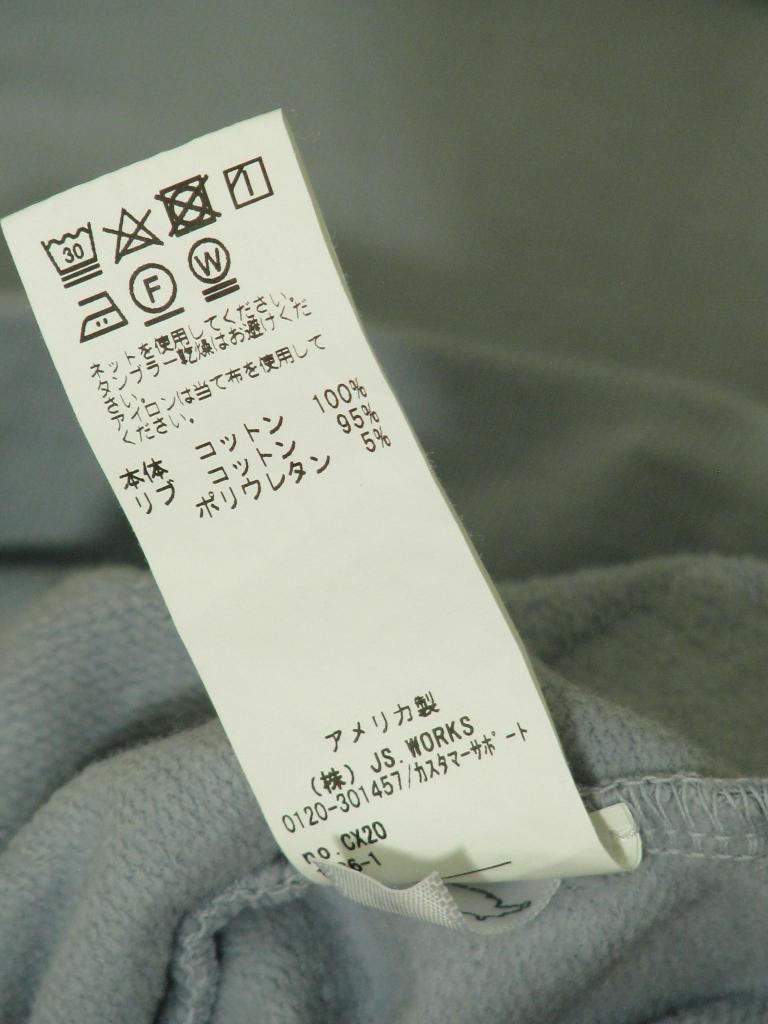 30
F W
ネットを使用してください。
タンブラー乾燥はお避けくだ
さい。
アイロンは当て布を使用して
ください。
本体 コットン 100%
リブ コットン 95%
ポリウレタン 5%
アメリカ製
(株) JS.WORKS
0120-301457/カスタマーサポート
CX20
6-1